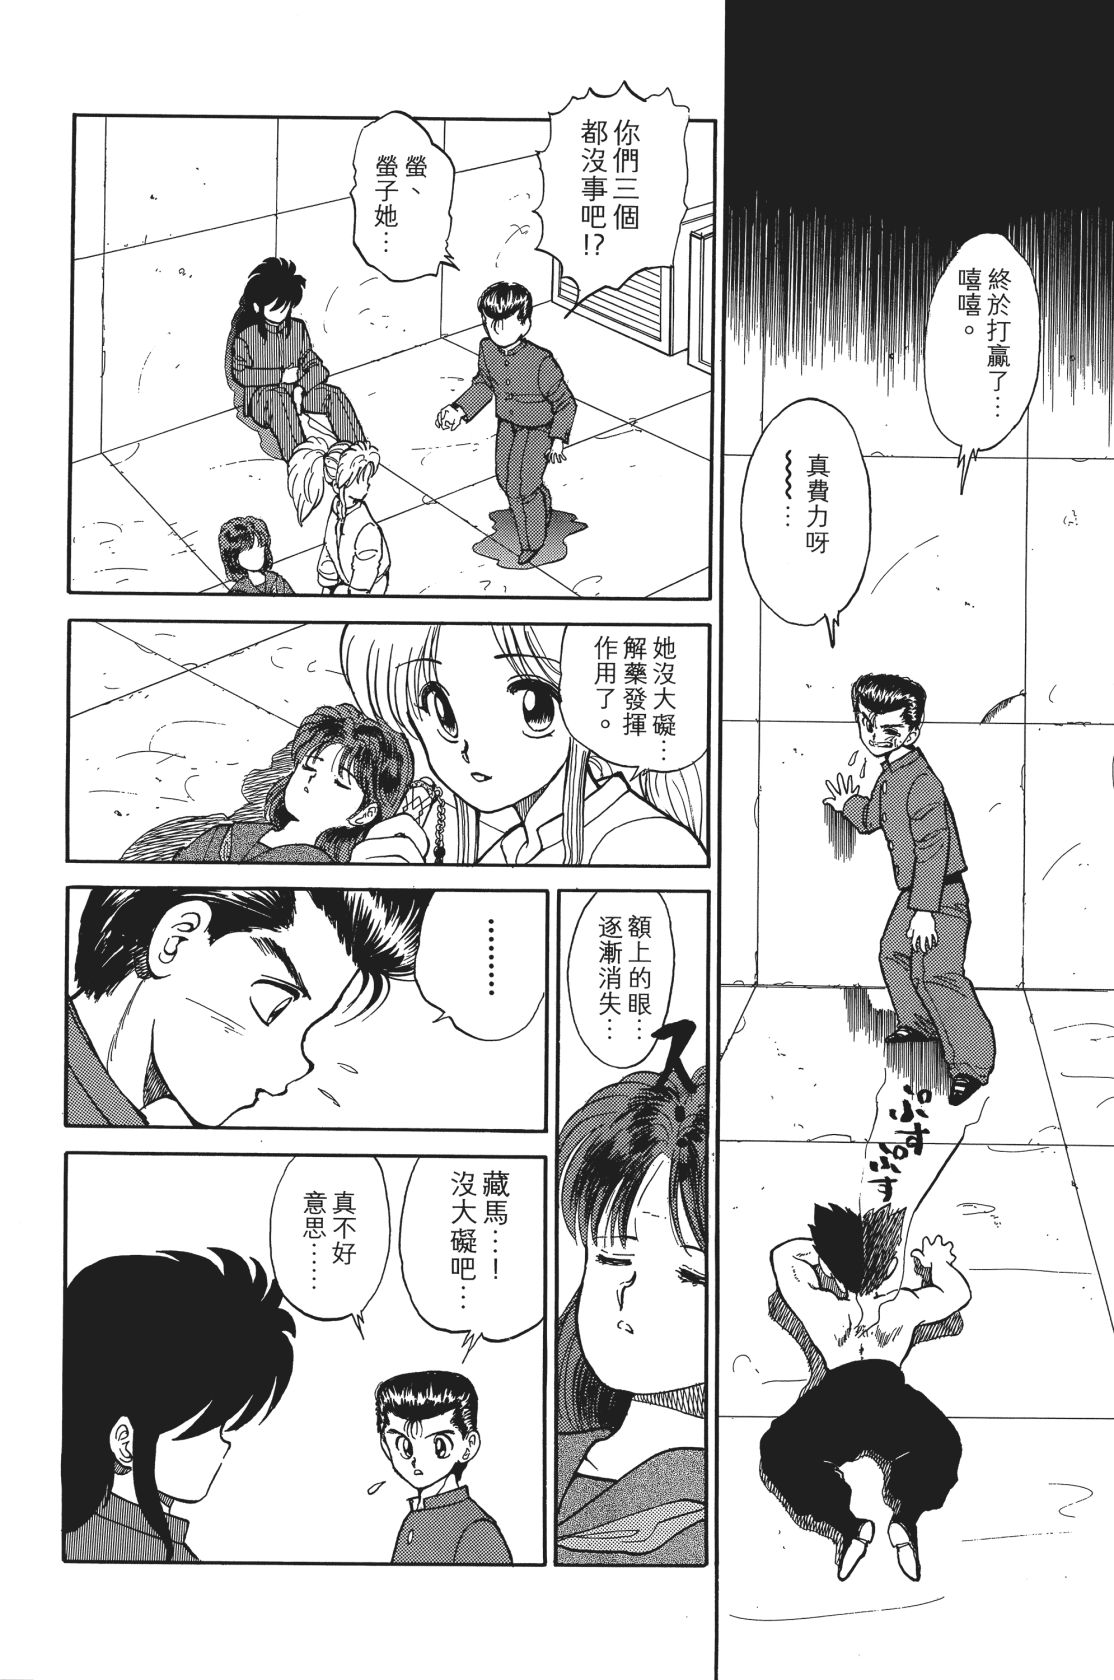 終於打贏了…
嘻嘻。
真費力呀
～～…
ぷす
ぷす
你們三個
都沒事吧!?
螢、
螢子她…
她沒大礙…
解藥發揮
作用了。
額上的眼…
逐漸消失…
ス
………
藏馬…!
沒大礙吧…
真不好
意思……